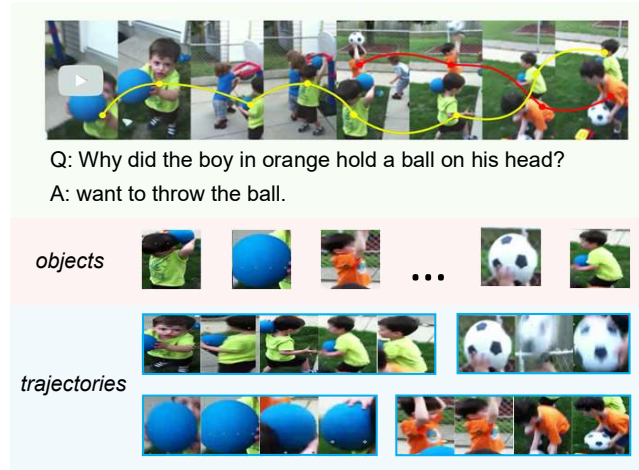 Q: Why did the boy in orange hold a ball on his head?
A: want to throw the ball.
objects
...
trajectories